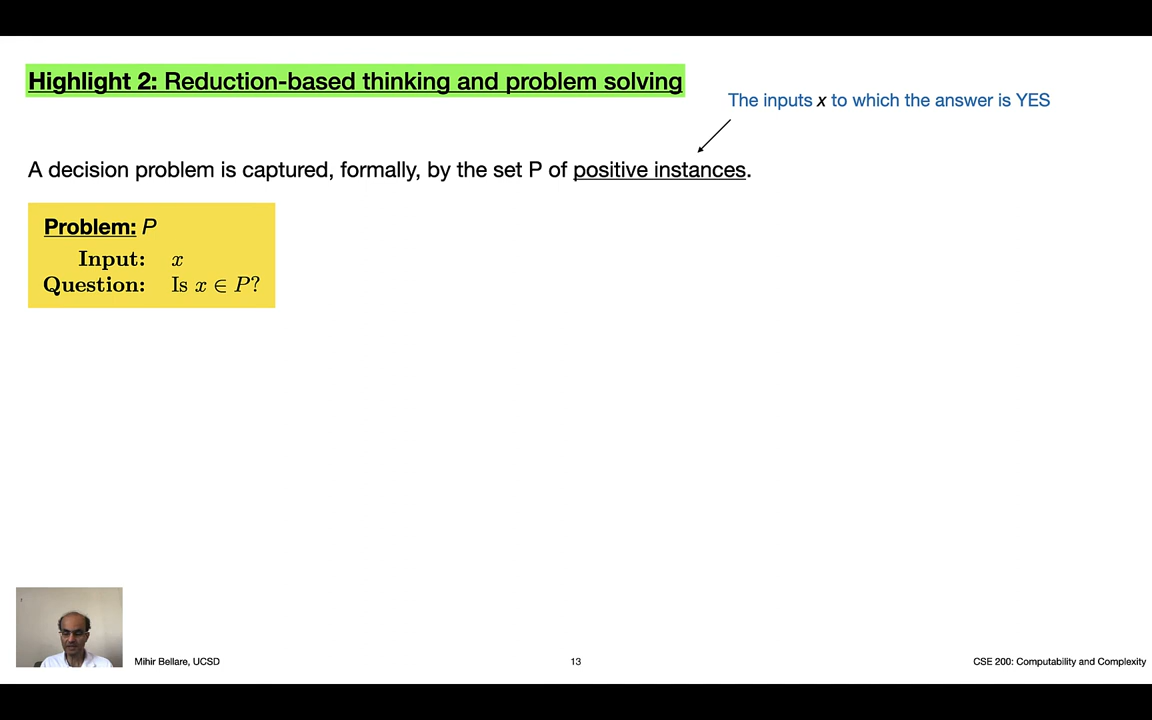 Highlight 2: Reduction-based thinking and problem solving
The inputs x to which the answer is YES
A decision problem is captured, formally, by the set P of positive instances.
Problem: P
Input: x
Question: Is x ∈ P?
Mihir Bellare, UCSD
13
CSE 200: Computability and Complexity